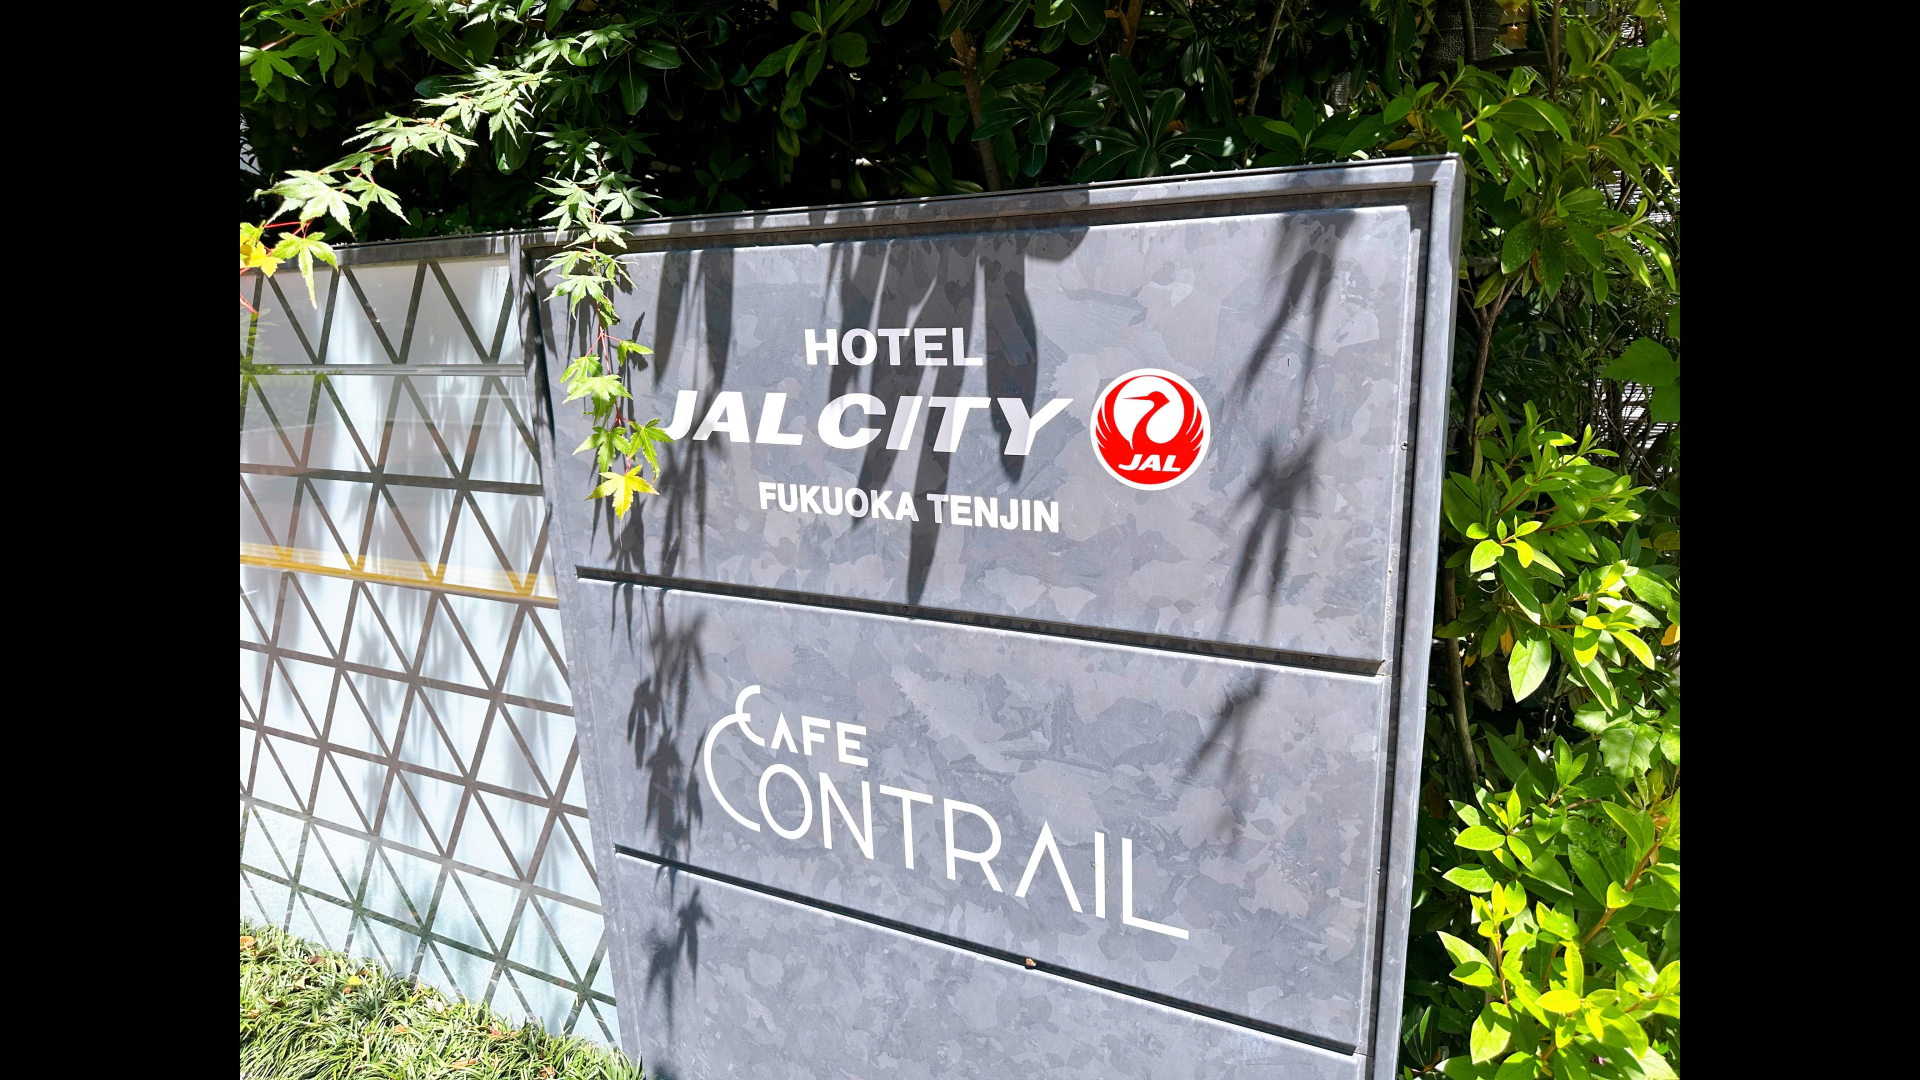 HOTEL
JAL CITY
JAL
FUKUOKA TENJIN
CAFE
CONTRAIL